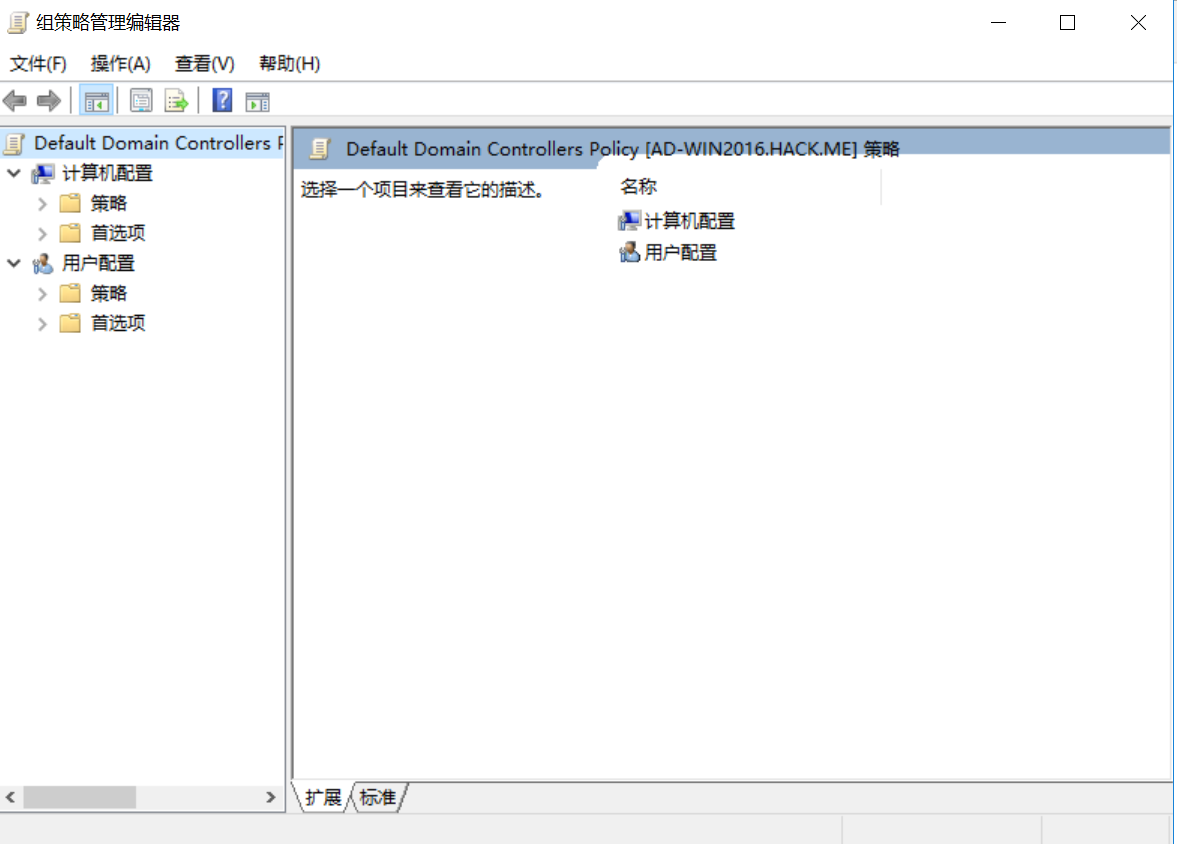 组策略管理编辑器
文件(F) 操作(A) 查看(V) 帮助(H)
Default Domain Controllers P
计算机配置
策略
首选项
用户配置
策略
首选项
Default Domain Controllers Policy [AD-WIN2016.HACK.ME] 策略
选择一个项目来查看它的描述。
名称
计算机配置
用户配置
扩展 标准